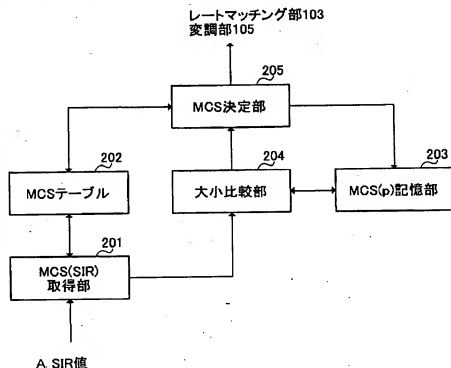 レートマッチング部103
変調部105
205
MCS決定部
202
MCSテーブル
204
大小比較部
203
MCS(p)記憶部
201
MCS(SIR)
取得部
A. SIR値